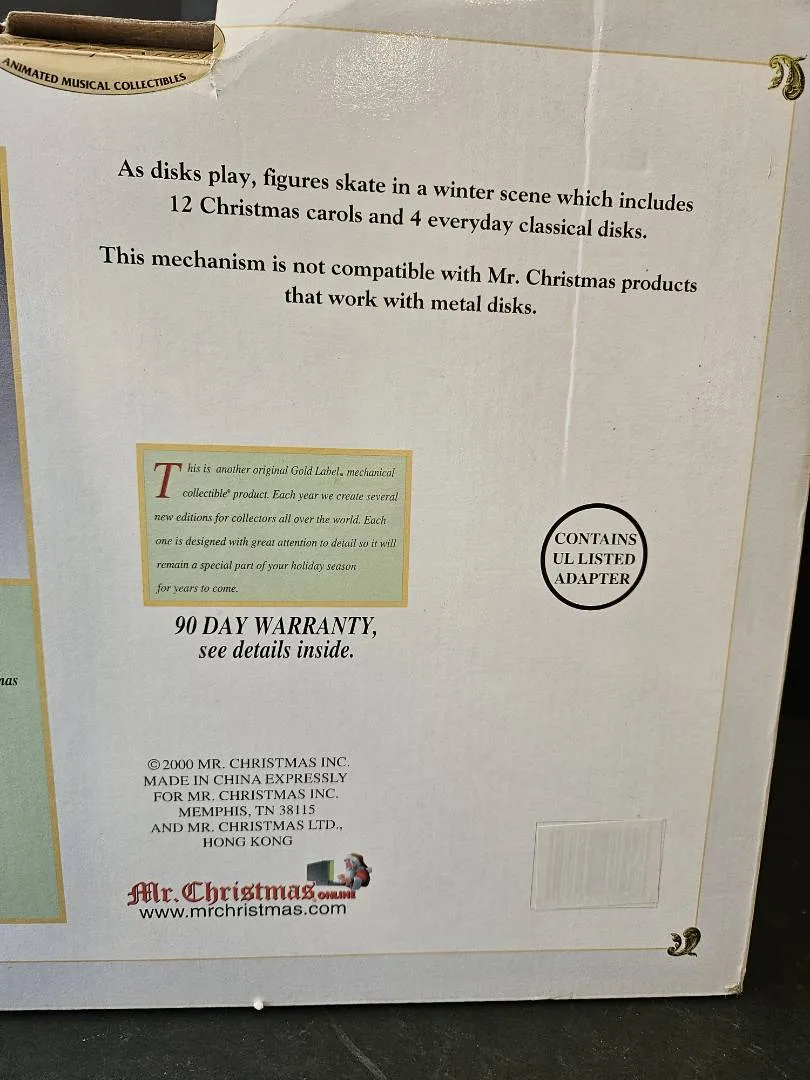 ANIMATED MUSICAL COLLECTIBLES
As disks play, figures skate in a winter scene which includes
12 Christmas carols and 4 everyday classical disks.
This mechanism is not compatible with Mr. Christmas products
that work with metal disks.
This is another original Gold Label, mechanical
collectible® product. Each year we create several
new editions for collectors all over the world. Each
one is designed with great attention to detail so it will
remain a special part of your holiday season
for years to come.
CONTAINS
UL LISTED
ADAPTER
90 DAY WARRANTY,
see details inside.
©2000 MR. CHRISTMAS INC.
MADE IN CHINA EXPRESSLY
FOR MR. CHRISTMAS INC.
MEMPHIS, TN 38115
AND MR. CHRISTMAS LTD.,
HONG KONG
Mr. Christmas ONLINE
www.mrchristmas.com